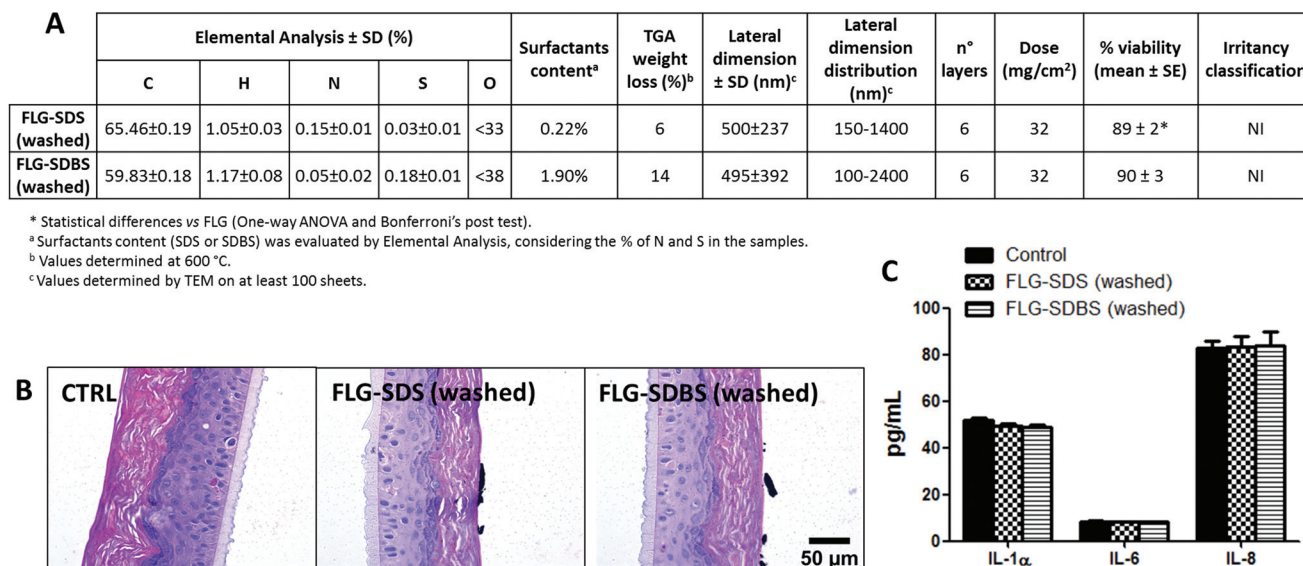 A
Elemental Analysis ± SD (%)
Surfactants contentᵃ
TGA weight loss (%)ᵇ
Lateral dimension ± SD (nm)ᶜ
Lateral dimension distribution (nm)ᶜ
n° layers
Dose (mg/cm²)
% viability (mean ± SE)
Irritancy classification
C H N S O
FLG-SDS (washed) 65.46±0.19 1.05±0.03 0.15±0.01 0.03±0.01 <33 0.22% 6 500±237 150-1400 6 32 89 ± 2* NI
FLG-SDBS (washed) 59.83±0.18 1.17±0.08 0.05±0.02 0.18±0.01 <38 1.90% 14 495±392 100-2400 6 32 90 ± 3 NI
* Statistical differences vs FLG (One-way ANOVA and Bonferroni's post test).
ᵃ Surfactants content (SDS or SDBS) was evaluated by Elemental Analysis, considering the % of N and S in the samples.
ᵇ Values determined at 600 °C.
ᶜ Values determined by TEM on at least 100 sheets.
B
CTRL
FLG-SDS (washed)
FLG-SDBS (washed)
50 µm
C
Control
FLG-SDS (washed)
FLG-SDBS (washed)
pg/mL
100
80
60
40
20
0
IL-1α IL-6 IL-8